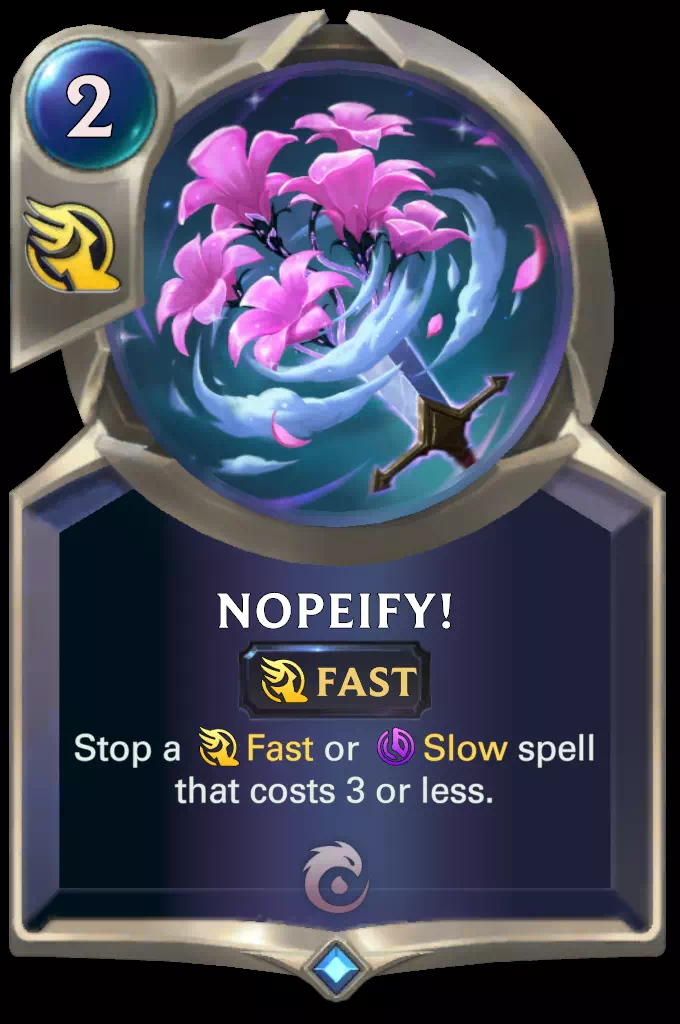 2
NOPEIFY!
FAST
Stop a Fast or Slow spell
that costs 3 or less.